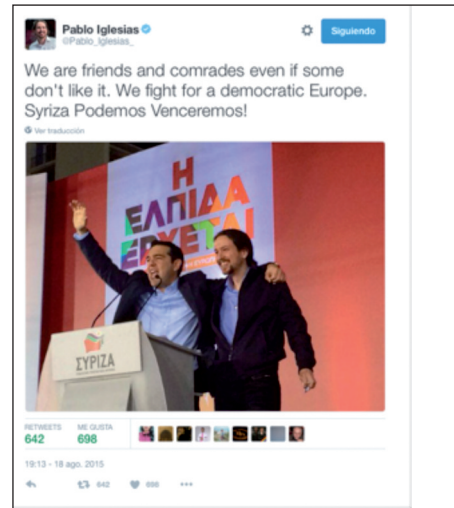 Pablo Iglesias
@Pablo_Iglesias_
Siguiendo
We are friends and comrades even if some
don't like it. We fight for a democratic Europe.
Syriza Podemos Venceremos!
Ver traducción
Η
ΕΛΠΙΔΑ
ΕΡΧΕΤΑΙ
ΣΥΡΙΖΑ
RETWEETS
642
ME GUSTA
698
19:13 - 18 ago. 2015
642
698